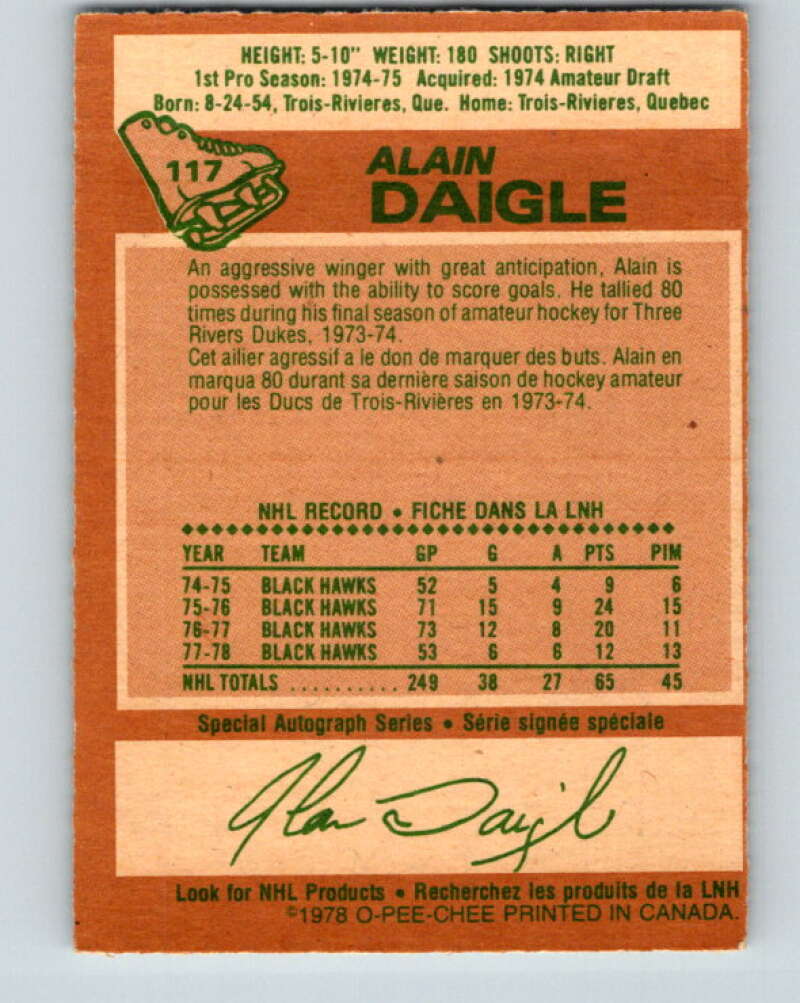 HEIGHT: 5-10" WEIGHT: 180 SHOOTS: RIGHT
1st Pro Season: 1974-75 Acquired: 1974 Amateur Draft
Born: 8-24-54, Trois-Rivieres, Que. Home: Trois-Rivieres, Quebec
117
ALAIN
DAIGLE
An aggressive winger with great anticipation, Alain is
possessed with the ability to score goals. He tallied 80
times during his final season of amateur hockey for Three
Rivers Dukes, 1973-74.
Cet ailier agressif a le don de marquer des buts. Alain en
marqua 80 durant sa dernière saison de hockey amateur
pour les Ducs de Trois-Rivières en 1973-74.
NHL RECORD • FICHE DANS LA LNH
YEAR TEAM GP G A PTS PIM
74-75 BLACK HAWKS 52 5 4 9 6
75-76 BLACK HAWKS 71 15 9 24 15
76-77 BLACK HAWKS 73 12 8 20 11
77-78 BLACK HAWKS 53 6 6 12 13
NHL TOTALS .......... 249 38 27 65 45
Special Autograph Series • Série signée spéciale
Alain Daigle
Look for NHL Products • Recherchez les produits de la LNH
©1978 O-PEE-CHEE PRINTED IN CANADA.